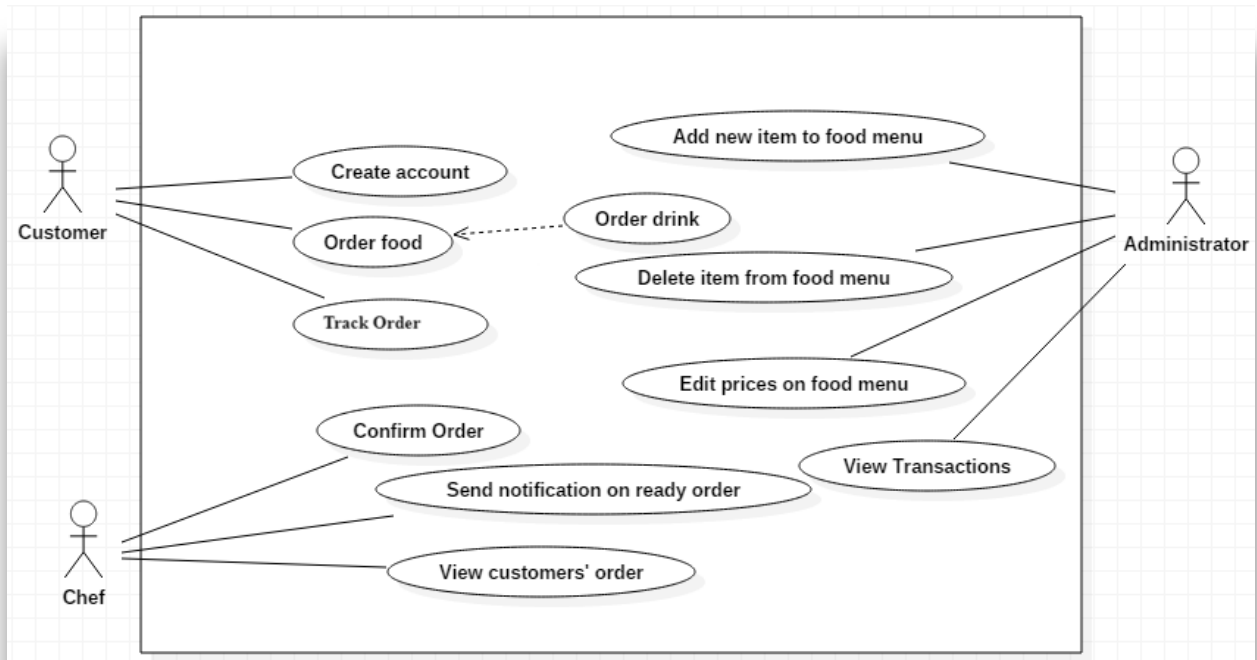 Add new item to food menu
Create account
Customer
Order food
Order drink
Administrator
Delete item from food menu
Track Order
Edit prices on food menu
Confirm Order
View Transactions
Send notification on ready order
View customers' order
Chef